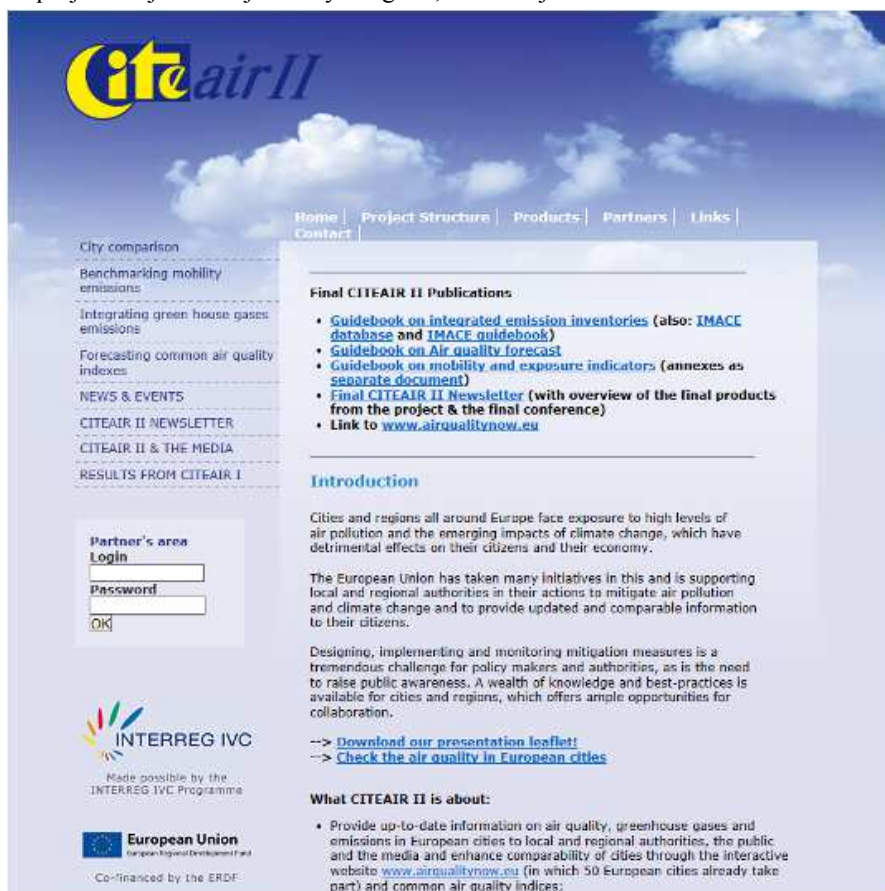 Citeair II
Home | Project Structure | Products | Partners | Links |
Contact |
City comparison
Benchmarking mobility
emissions
Integrating green house gases
emissions
Forecasting common air quality
indexes
NEWS & EVENTS
CITEAIR II NEWSLETTER
CITEAIR II & THE MEDIA
RESULTS FROM CITEAIR I
Partner's area
Login
Password
OK
INTERREG IVC
Made possible by the
INTERREG IVC Programme
European Union
European Regional Development Fund
Co-financed by the ERDF
Final CITEAIR II Publications
• Guidebook on integrated emission inventories (also: IMACE
database and IMACE guidebook)
• Guidebook on Air quality forecast
• Guidebook on mobility and exposure indicators (annexes as
separate document)
• Final CITEAIR II Newsletter (with overview of the final products
from the project & the final conference)
• Link to www.airqualitynow.eu
Introduction
Cities and regions all around Europe face exposure to high levels of
air pollution and the emerging impacts of climate change, which have
detrimental effects on their citizens and their economy.
The European Union has taken many initiatives in this and is supporting
local and regional authorities in their actions to mitigate air pollution
and climate change and to provide updated and comparable information
to their citizens.
Designing, implementing and monitoring mitigation measures is a
tremendous challenge for policy makers and authorities, as is the need
to raise public awareness. A wealth of knowledge and best-practices is
available for cities and regions, which offers ample opportunities for
collaboration.
--> Download our presentation leaflet!
--> Check the air quality in European cities
What CITEAIR II is about:
• Provide up-to-date information on air quality, greenhouse gases and
emissions in European cities to local and regional authorities, the public
and the media and enhance comparability of cities through the interactive
website www.airqualitynow.eu (in which 50 European cities already take
part) and common air quality indices;